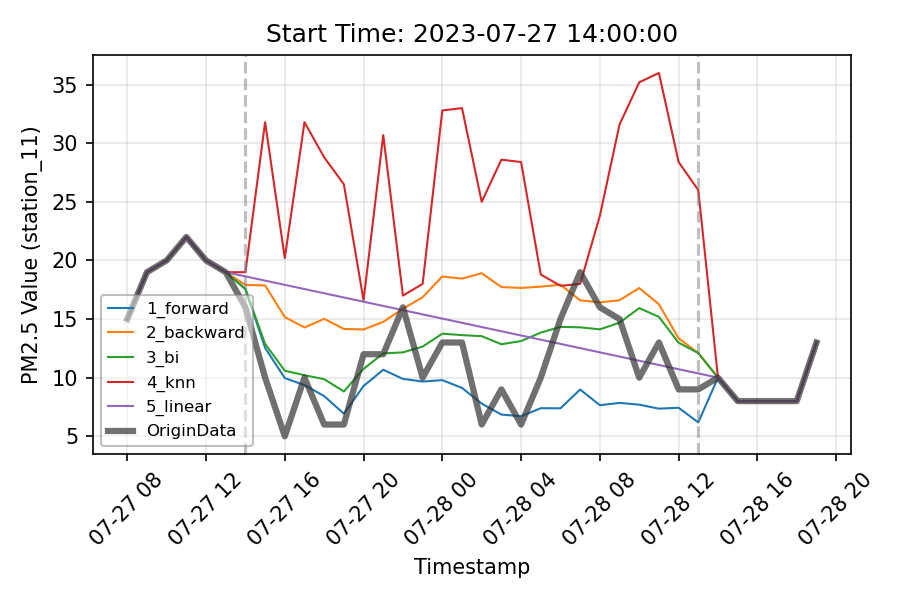 Start Time: 2023-07-27 14:00:00
PM2.5 Value (station_11)
35
30
25
20
15
10
5
1_forward
2_backward
3_bi
4_knn
5_linear
OriginData
07-27 08
07-27 12
07-27 16
07-27 20
07-28 00
07-28 04
07-28 08
07-28 12
07-28 16
07-28 20
Timestamp